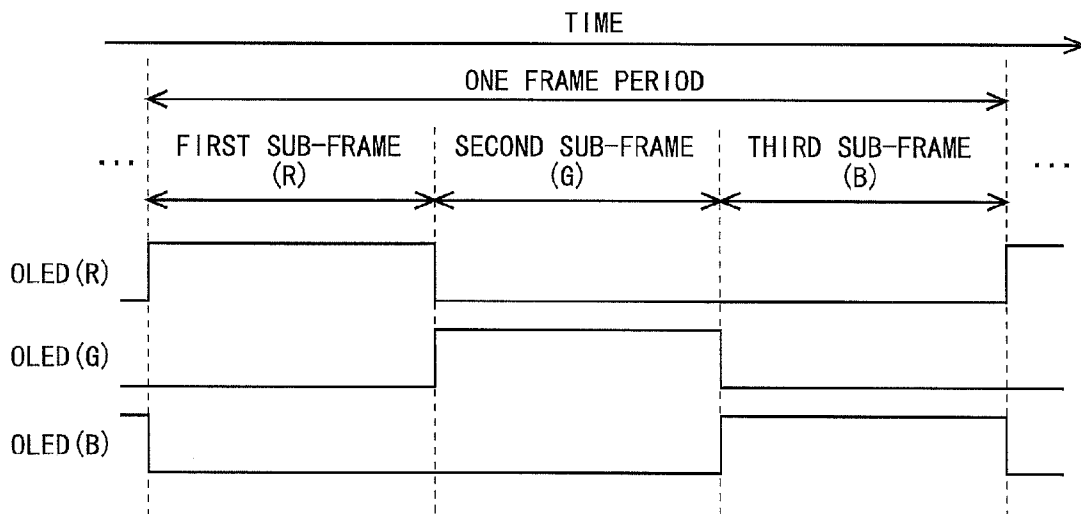 TIME
ONE FRAME PERIOD
... FIRST SUB-FRAME SECOND SUB-FRAME THIRD SUB-FRAME ...
(R) (G) (B)
OLED(R)
OLED(G)
OLED(B)